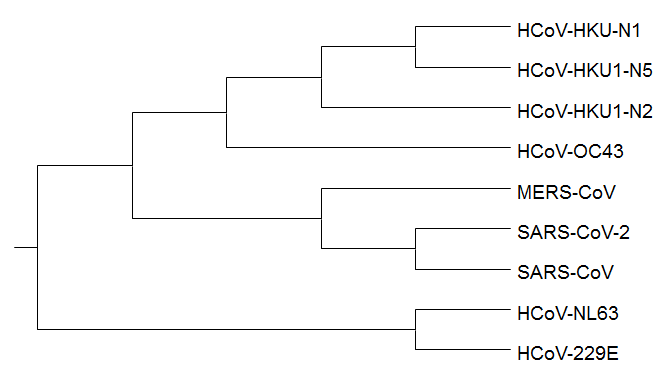 HCoV-HKU-N1
HCoV-HKU1-N5
HCoV-HKU1-N2
HCoV-OC43
MERS-CoV
SARS-CoV-2
SARS-CoV
HCoV-NL63
HCoV-229E